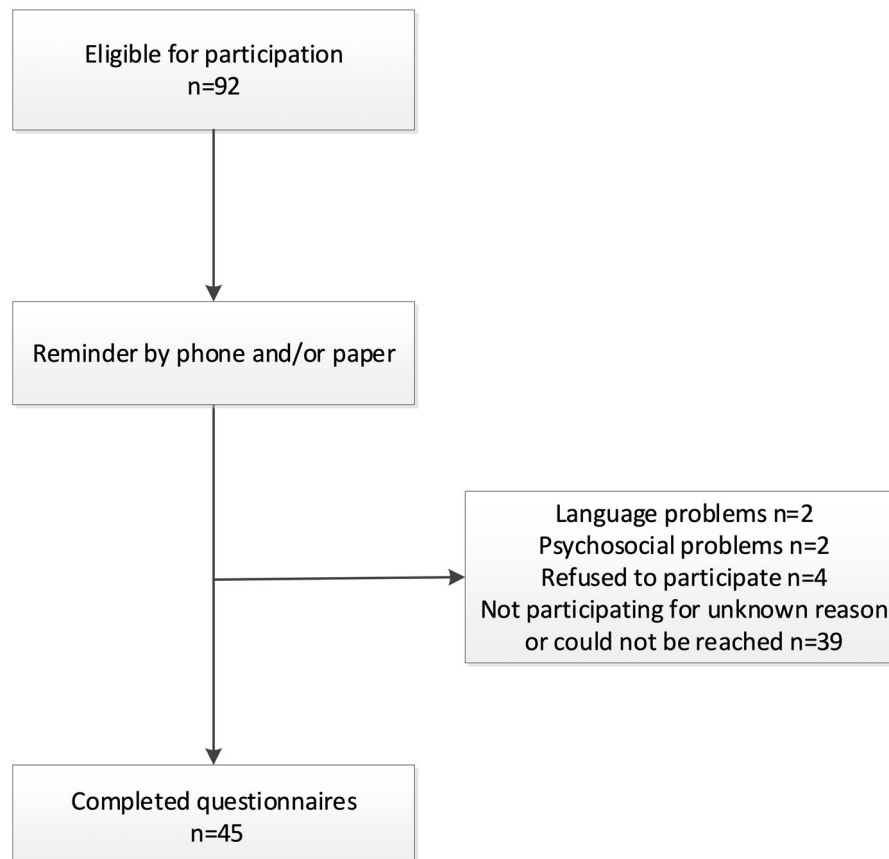 Eligible for participation
n=92
Reminder by phone and/or paper
Language problems n=2
Psychosocial problems n=2
Refused to participate n=4
Not participating for unknown reason
or could not be reached n=39
Completed questionnaires
n=45